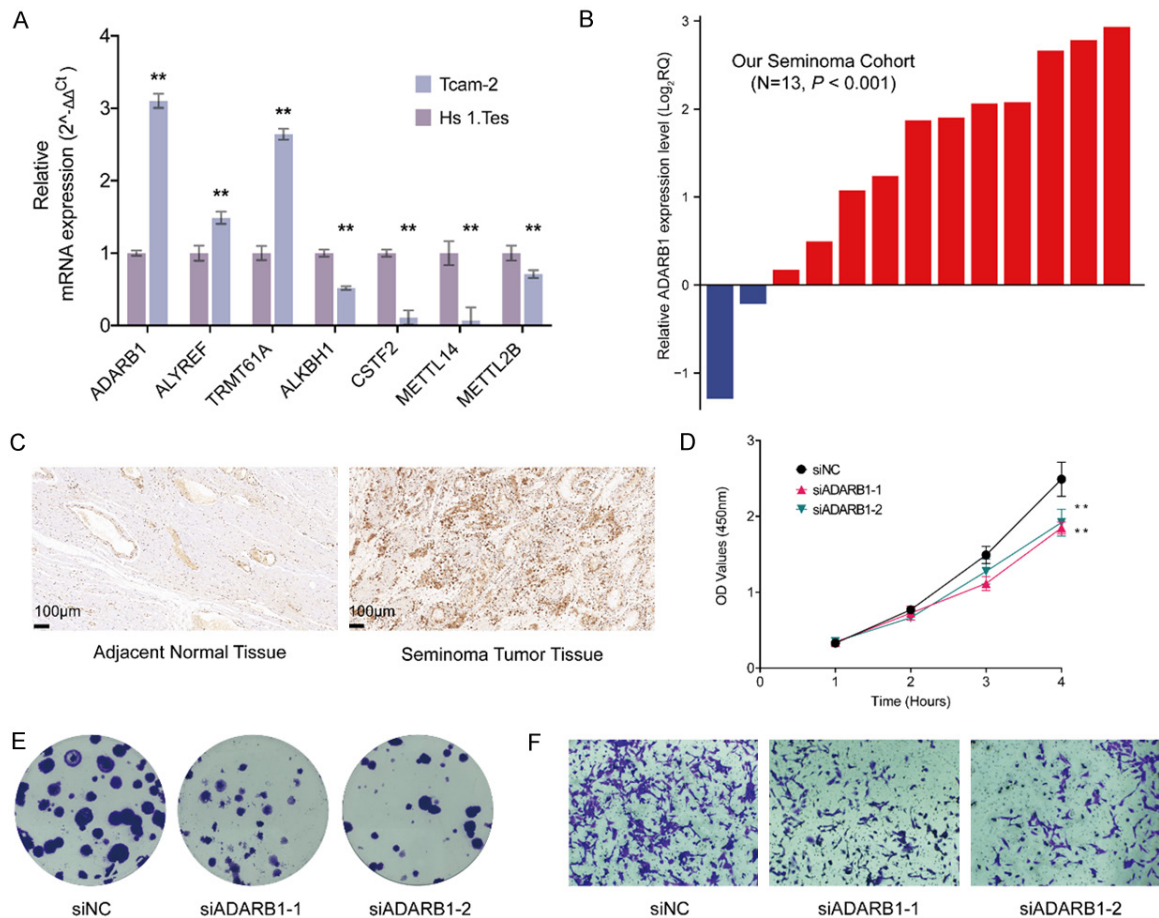 A
Relative
mRNA expression (2^-ΔΔCt)
4
3
2
1
0
**
**
**
**
**
**
**
Tcam-2
Hs 1.Tes
ADARB1
ALYREF
TRMT61A
ALKBH1
CSTF2
METTL14
METTL2B
B
Relative ADARB1 expression level (Log2RQ)
3
2
1
0
−1
Our Seminoma Cohort
(N=13, P < 0.001)
C
100μm
100μm
Adjacent Normal Tissue
Seminoma Tumor Tissue
D
OD Values (450nm)
3
2
1
0
siNC
siADARB1-1
siADARB1-2
**
**
0
1
2
3
4
Time (Hours)
E
siNC
siADARB1-1
siADARB1-2
F
siNC
siADARB1-1
siADARB1-2